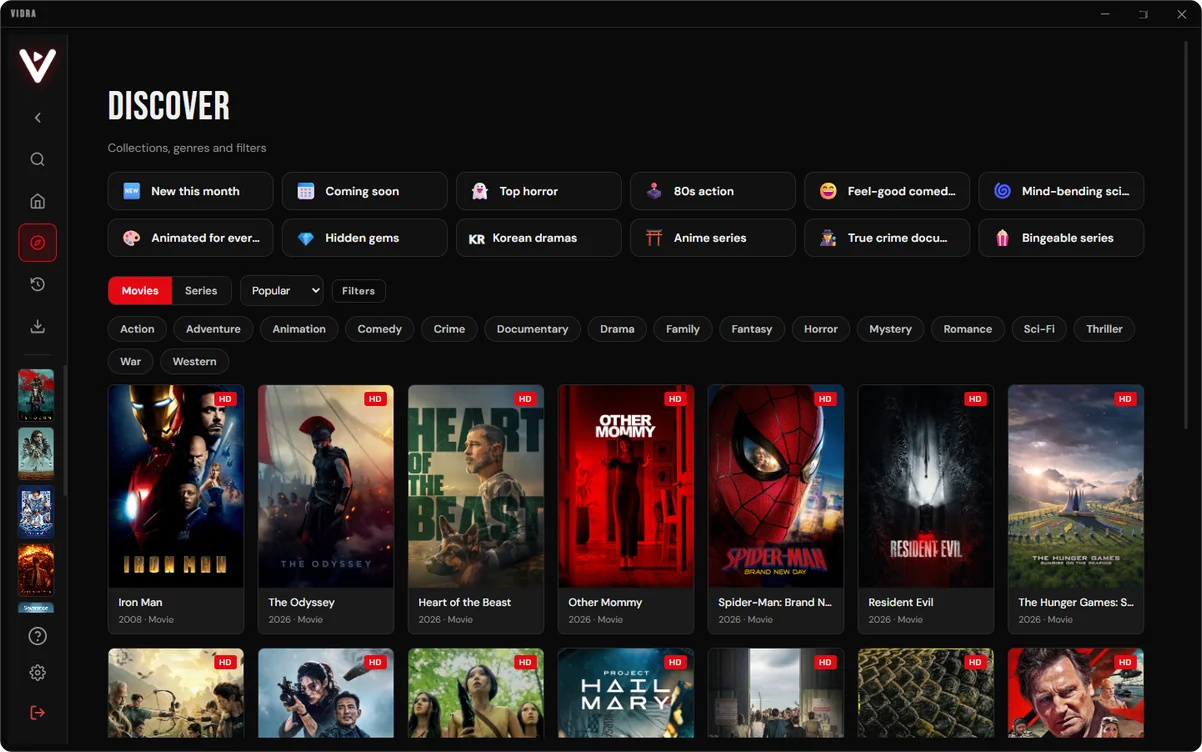 VIDRA
DISCOVER
Collections, genres and filters
NEW New this month
Coming soon
Top horror
80s action
Feel-good comed...
Mind-bending sci...
Animated for ever...
Hidden gems
KR Korean dramas
Anime series
True crime docu...
Bingeable series
Movies
Series
Popular
Filters
Action
Adventure
Animation
Comedy
Crime
Documentary
Drama
Family
Fantasy
Horror
Mystery
Romance
Sci-Fi
Thriller
War
Western
HD
IRON MAN
Iron Man
2008 · Movie
HD
THE ODYSSEY
The Odyssey
2026 · Movie
HD
HEART
OF
THE
BEAST
Heart of the Beast
2026 · Movie
HD
OTHER
MOMMY
Other Mommy
2026 · Movie
HD
SPIDER-MAN
BRAND NEW DAY
Spider-Man: Brand N...
2026 · Movie
HD
RESIDENT EVIL
Resident Evil
2026 · Movie
HD
THE HUNGER GAMES
SUNRISE ON THE REAPING
The Hunger Games: S...
2026 · Movie
HD
HD
HD
HD
PROJECT
HAIL
MARY
HD
HD
HD